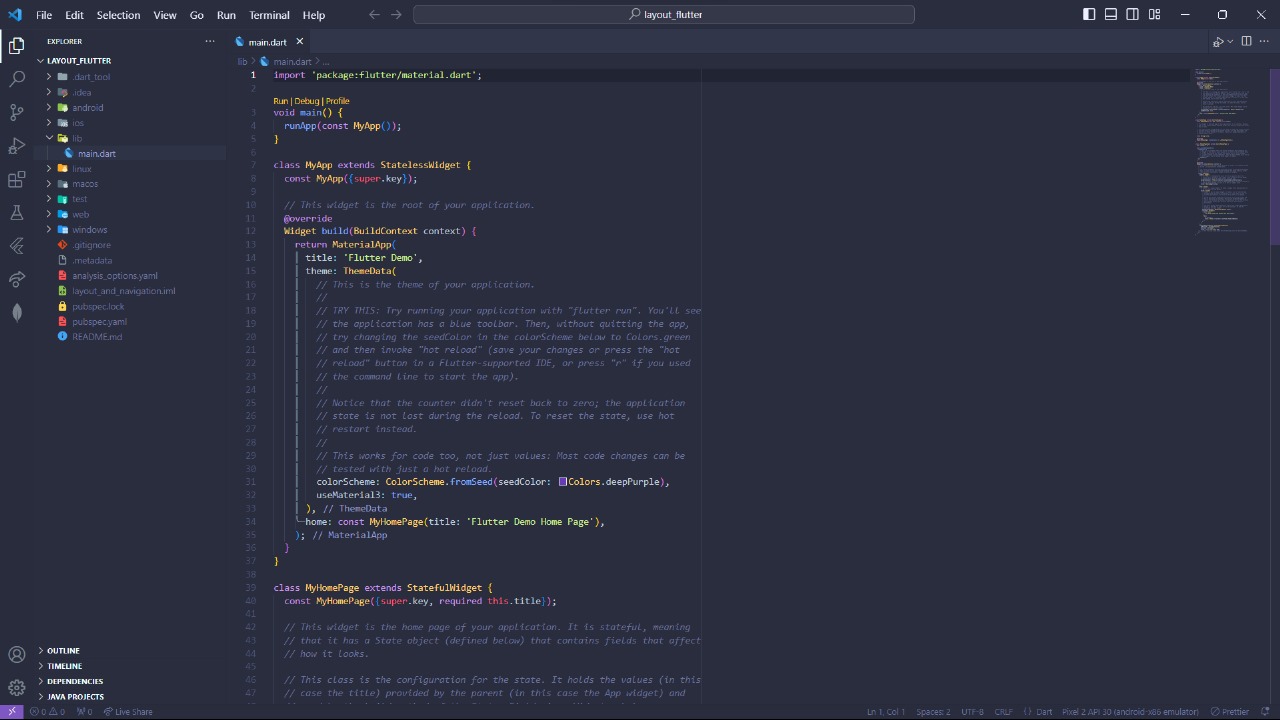 File Edit Selection View Go Run Terminal Help
layout_flutter
EXPLORER
LAYOUT_FLUTTER
.dart_tool
.idea
android
ios
lib
main.dart
linux
macos
test
web
windows
.gitignore
.metadata
analysis_options.yaml
layout_and_navigation.iml
pubspec.lock
pubspec.yaml
README.md
OUTLINE
TIMELINE
DEPENDENCIES
JAVA PROJECTS
main.dart
lib > main.dart > ...
1 import 'package:flutter/material.dart';
2
Run | Debug | Profile
3 void main() {
4 runApp(const MyApp());
5 }
6
7 class MyApp extends StatelessWidget {
8 const MyApp({super.key});
9
10 // This widget is the root of your application.
11 @override
12 Widget build(BuildContext context) {
13 return MaterialApp(
14 title: 'Flutter Demo',
15 theme: ThemeData(
16 // This is the theme of your application.
17 //
18 // TRY THIS: Try running your application with "flutter run". You'll see
19 // the application has a blue toolbar. Then, without quitting the app,
20 // try changing the seedColor in the colorScheme below to Colors.green
21 // and then invoke "hot reload" (save your changes or press the "hot
22 // reload" button in a Flutter-supported IDE, or press "r" if you used
23 // the command line to start the app).
24 //
25 // Notice that the counter didn't reset back to zero; the application
26 // state is not lost during the reload. To reset the state, use hot
27 // restart instead.
28 //
29 // This works for code too, not just values: Most code changes can be
30 // tested with just a hot reload.
31 colorScheme: ColorScheme.fromSeed(seedColor: Colors.deepPurple),
32 useMaterial3: true,
33 ), // ThemeData
34 home: const MyHomePage(title: 'Flutter Demo Home Page'),
35 ); // MaterialApp
36 }
37 }
38
39 class MyHomePage extends StatefulWidget {
40 const MyHomePage({super.key, required this.title});
41
42 // This widget is the home page of your application. It is stateful, meaning
43 // that it has a State object (defined below) that contains fields that affect
44 // how it looks.
45
46 // This class is the configuration for the state. It holds the values (in this
47 // case the title) provided by the parent (in this case the App widget) and
0 0 0 Live Share Ln 1, Col 1 Spaces: 2 UTF-8 CRLF {} Dart Pixel 2 API 30 (android-x86 emulator) Prettier